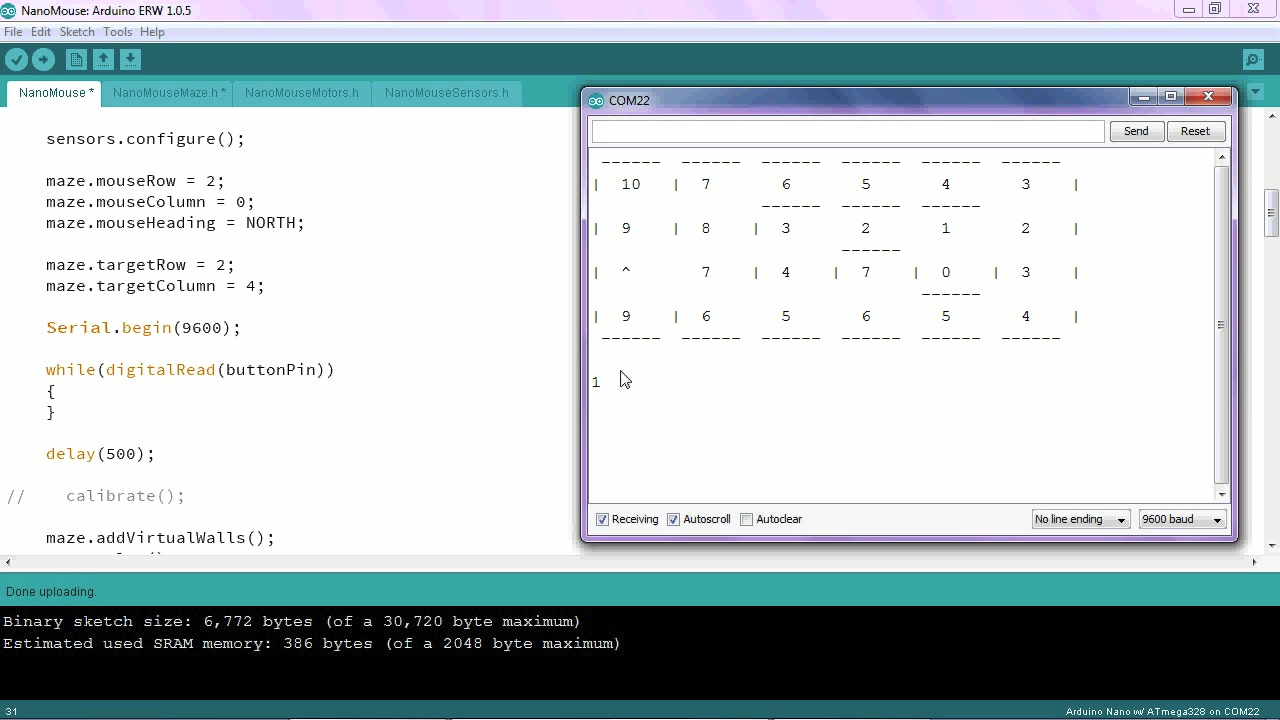 NanoMouse: Arduino ERW 1.0.5
File Edit Sketch Tools Help
NanoMouse * NanoMouseMaze.h * NanoMouseMotors.h NanoMouseSensors.h
sensors.configure();
maze.mouseRow = 2;
maze.mouseColumn = 0;
maze.mouseHeading = NORTH;
maze.targetRow = 2;
maze.targetColumn = 4;
Serial.begin(9600);
while(digitalRead(buttonPin))
{
}
delay(500);
// calibrate();
maze.addVirtualWalls();
COM22
Send Reset
------ ------ ------ ------ ------ ------
| 10 | 7 6 5 4 3 |
------ ------ ------
| 9 | 8 | 3 2 1 2 |
------
| ^ 7 | 4 | 7 | 0 | 3 |
------
| 9 | 6 5 6 5 4 |
------ ------ ------ ------ ------ ------
1
Receiving Autoscroll Autoclear No line ending 9600 baud
Done uploading.
Binary sketch size: 6,772 bytes (of a 30,720 byte maximum)
Estimated used SRAM memory: 386 bytes (of a 2048 byte maximum)
31 Arduino Nano w/ ATmega328 on COM22